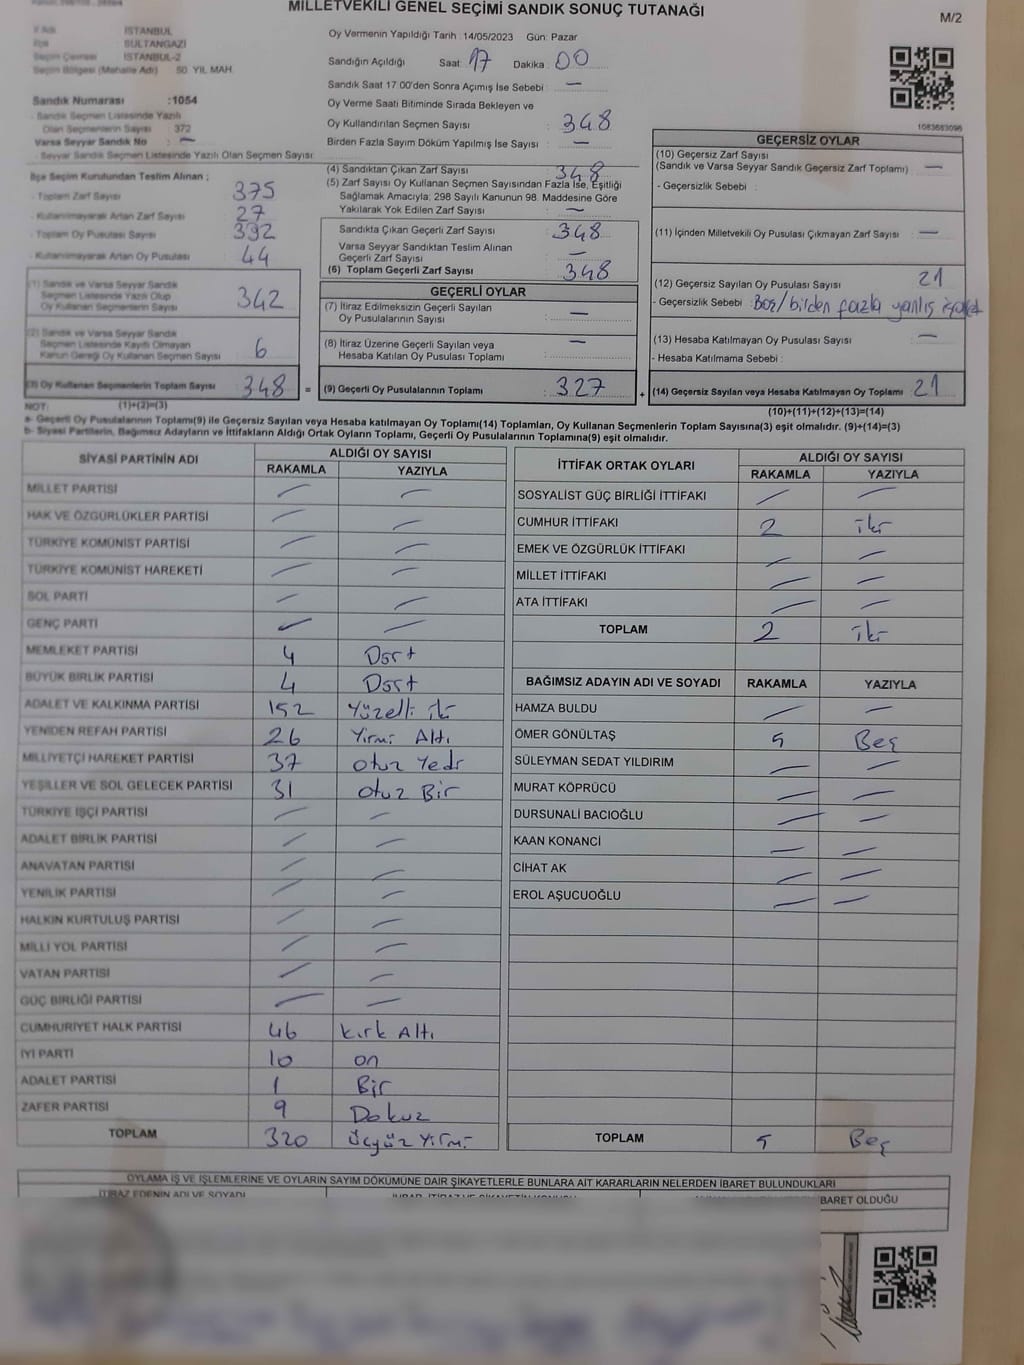 MİLLETVEKİLİ GENEL SEÇİMİ SANDIK SONUÇ TUTANAĞI
M/2
İli Adı : İSTANBUL
İlçe : SULTANGAZİ
Seçim Çevresi : İSTANBUL-2
Seçim Bölgesi (Mahalle Adı) 50 YIL MAH.
Sandık Numarası :1054
- Sandık Seçmen Listesinde Yazılı
Olan Seçmenlerin Sayısı 372
Varsa Seyyar Sandık No : —
- Seyyar Sandık Seçmen Listesinde Yazılı Olan Seçmen Sayısı
İlçe Seçim Kurulundan Teslim Alınan ;
- Toplam Zarf Sayısı 375
- Kullanılmayarak Artan Zarf Sayısı 27
- Toplam Oy Pusulası Sayısı 392
- Kullanılmayarak Artan Oy Pusulası 44
(1) Sandık ve Varsa Seyyar Sandık
Seçmen Listesinde Yazılı Olup
Oy Kullanan Seçmenlerin Sayısı 342
(2) Sandık ve Varsa Seyyar Sandık
Seçmen Listesinde Kayıtlı Olmayan
Kanun Gereği Oy Kullanan Seçmen Sayısı 6
(3) Oy Kullanan Seçmenlerin Toplam Sayısı 348 =
NOT: (1)+(2)=(3)
Oy Vermenin Yapıldığı Tarih :14/05/2023 Gün: Pazar
Sandığın Açıldığı Saat: 17 Dakika : 00
Sandık Saat 17.00'den Sonra Açımış İse Sebebi : —
Oy Verme Saati Bitiminde Sırada Bekleyen ve
Oy Kullandırılan Seçmen Sayısı : 348
Birden Fazla Sayım Döküm Yapılmış İse Sayısı : —
(4) Sandıktan Çıkan Zarf Sayısı : 348
(5) Zarf Sayısı Oy Kullanan Seçmen Sayısından Fazla İse, Eşitliği
Sağlamak Amacıyla; 298 Sayılı Kanunun 98. Maddesine Göre
Yakılarak Yok Edilen Zarf Sayısı : —
Sandıkta Çıkan Geçerli Zarf Sayısı : 348
Varsa Seyyar Sandıktan Teslim Alınan
Geçerli Zarf Sayısı : —
(6) Toplam Geçerli Zarf Sayısı : 348
GEÇERLİ OYLAR
(7) İtiraz Edilmeksizin Geçerli Sayılan
Oy Pusulalarının Sayısı : —
(8) İtiraz Üzerine Geçerli Sayılan veya
Hesaba Katılan Oy Pusulası Toplamı : —
(9) Geçerli Oy Pusulalarının Toplamı : 327 +
1083683096
GEÇERSİZ OYLAR
(10) Geçersiz Zarf Sayısı
(Sandık ve Varsa Seyyar Sandık Geçersiz Zarf Toplamı) : —
- Geçersizlik Sebebi :
(11) İçinden Milletvekili Oy Pusulası Çıkmayan Zarf Sayısı : —
(12) Geçersiz Sayılan Oy Pusulası Sayısı : 21
- Geçersizlik Sebebi : Boş/birden fazla yanlış işaret
(13) Hesaba Katılmayan Oy Pusulası Sayısı : —
- Hesaba Katılmama Sebebi :
(14) Geçersiz Sayılan veya Hesaba Katılmayan Oy Toplamı : 21
(10)+(11)+(12)+(13)=(14)
a- Geçerli Oy Pusulalarının Toplamı(9) ile Geçersiz Sayılan veya Hesaba katılmayan Oy Toplamı(14) Toplamları, Oy Kullanan Seçmenlerin Toplam Sayısına(3) eşit olmalıdır. (9)+(14)=(3)
b- Siyasi Partilerin, Bağımsız Adayların ve İttifakların Aldığı Ortak Oyların Toplamı, Geçerli Oy Pusulalarının Toplamına(9) eşit olmalıdır.
SİYASİ PARTİNİN ADI ALDIĞI OY SAYISI
RAKAMLA YAZIYLA
MİLLET PARTİSİ — —
HAK VE ÖZGÜRLÜKLER PARTİSİ — —
TÜRKİYE KOMÜNİST PARTİSİ — —
TÜRKİYE KOMÜNİST HAREKETİ — —
SOL PARTİ — —
GENÇ PARTİ — —
MEMLEKET PARTİSİ 4 Dört
BÜYÜK BİRLİK PARTİSİ 4 Dört
ADALET VE KALKINMA PARTİSİ 152 Yüzelli iki
YENİDEN REFAH PARTİSİ 26 Yirmi Altı
MİLLİYETÇİ HAREKET PARTİSİ 37 otuz Yedi
YEŞİLLER VE SOL GELECEK PARTİSİ 31 otuz Bir
TÜRKİYE İŞÇİ PARTİSİ — —
ADALET BİRLİK PARTİSİ — —
ANAVATAN PARTİSİ — —
YENİLİK PARTİSİ — —
HALKIN KURTULUŞ PARTİSİ — —
MİLLİ YOL PARTİSİ — —
VATAN PARTİSİ — —
GÜÇ BİRLİĞİ PARTİSİ — —
CUMHURİYET HALK PARTİSİ 46 kırk Altı
İYİ PARTİ 10 on
ADALET PARTİSİ 1 Bir
ZAFER PARTİSİ 9 Dokuz
TOPLAM 320 üçyüz Yirmi
İTTİFAK ORTAK OYLARI ALDIĞI OY SAYISI
RAKAMLA YAZIYLA
SOSYALİST GÜÇ BİRLİĞİ İTTİFAKI — —
CUMHUR İTTİFAKI 2 iki
EMEK VE ÖZGÜRLÜK İTTİFAKI — —
MİLLET İTTİFAKI — —
ATA İTTİFAKI — —
TOPLAM 2 iki
BAĞIMSIZ ADAYIN ADI VE SOYADI RAKAMLA YAZIYLA
HAMZA BULDU — —
ÖMER GÖNÜLTAŞ 5 Beş
SÜLEYMAN SEDAT YILDIRIM — —
MURAT KÖPRÜCÜ — —
DURSUNALİ BACIOĞLU — —
KAAN KONANCİ — —
CİHAT AK — —
EROL AŞUCUOĞLU — —
TOPLAM 5 Beş
OYLAMA İŞ VE İŞLEMLERİNE VE OYLARIN SAYIM DÖKÜMÜNE DAİR ŞİKAYETLERLE BUNLARA AİT KARARLARIN NELERDEN İBARET BULUNDUKLARI
İTİRAZ EDENİN ADI VE SOYADI
BARET OLDUĞU